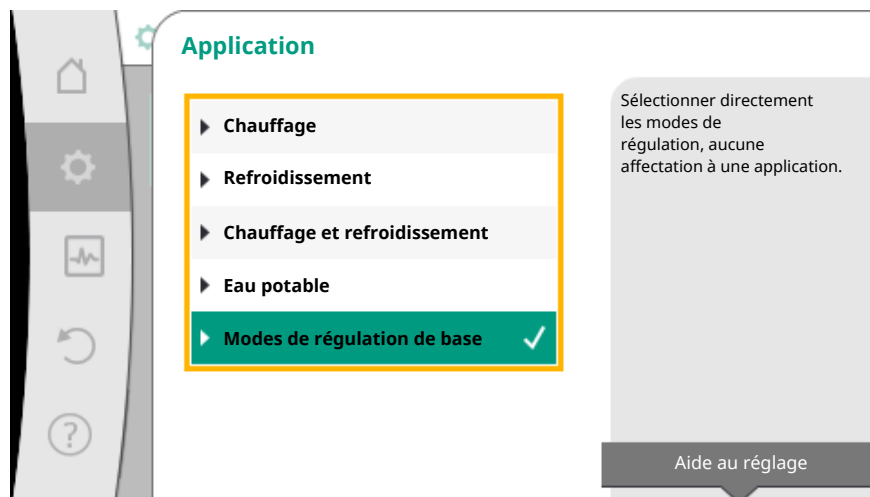 Application
Chauffage
Refroidissement
Chauffage et refroidissement
Eau potable
Modes de régulation de base
Sélectionner directement
les modes de
régulation, aucune
affectation à une application.
Aide au réglage
?